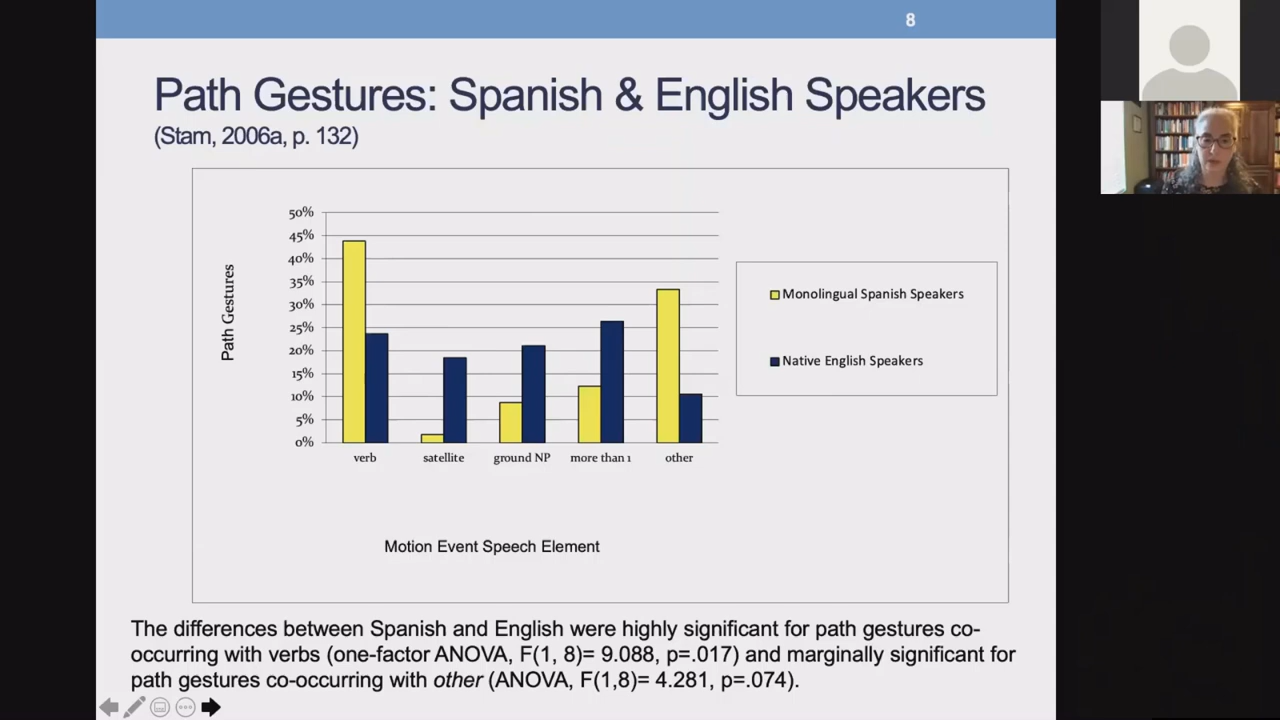 8
Path Gestures: Spanish & English Speakers
(Stam, 2006a, p. 132)
50%
45%
40%
35%
30%
25%
20%
15%
10%
5%
0%
Path Gestures
verb satellite ground NP more than 1 other
Motion Event Speech Element
Monolingual Spanish Speakers
Native English Speakers
The differences between Spanish and English were highly significant for path gestures co-
occurring with verbs (one-factor ANOVA, F(1, 8)= 9.088, p=.017) and marginally significant for
path gestures co-occurring with other (ANOVA, F(1,8)= 4.281, p=.074).